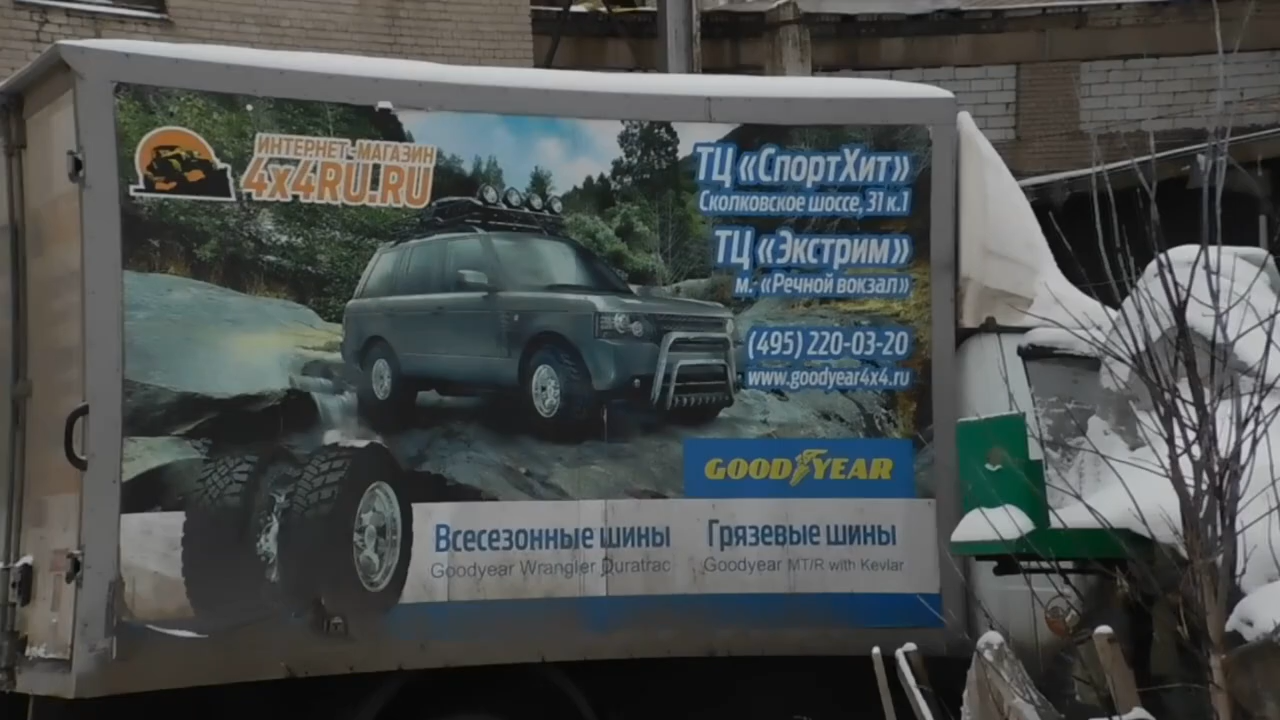 ИНТЕРНЕТ-МАГАЗИН
4x4RU.RU
ТЦ «СпортХит»
Сколковское шоссе, 31 к.1
ТЦ «Экстрим»
м. «Речной вокзал»
(495) 220-03-20
www.goodyear4x4.ru
GOODYEAR
Всесезонные шины
Goodyear Wrangler Duratrac
Грязевые шины
Goodyear MT/R with Kevlar